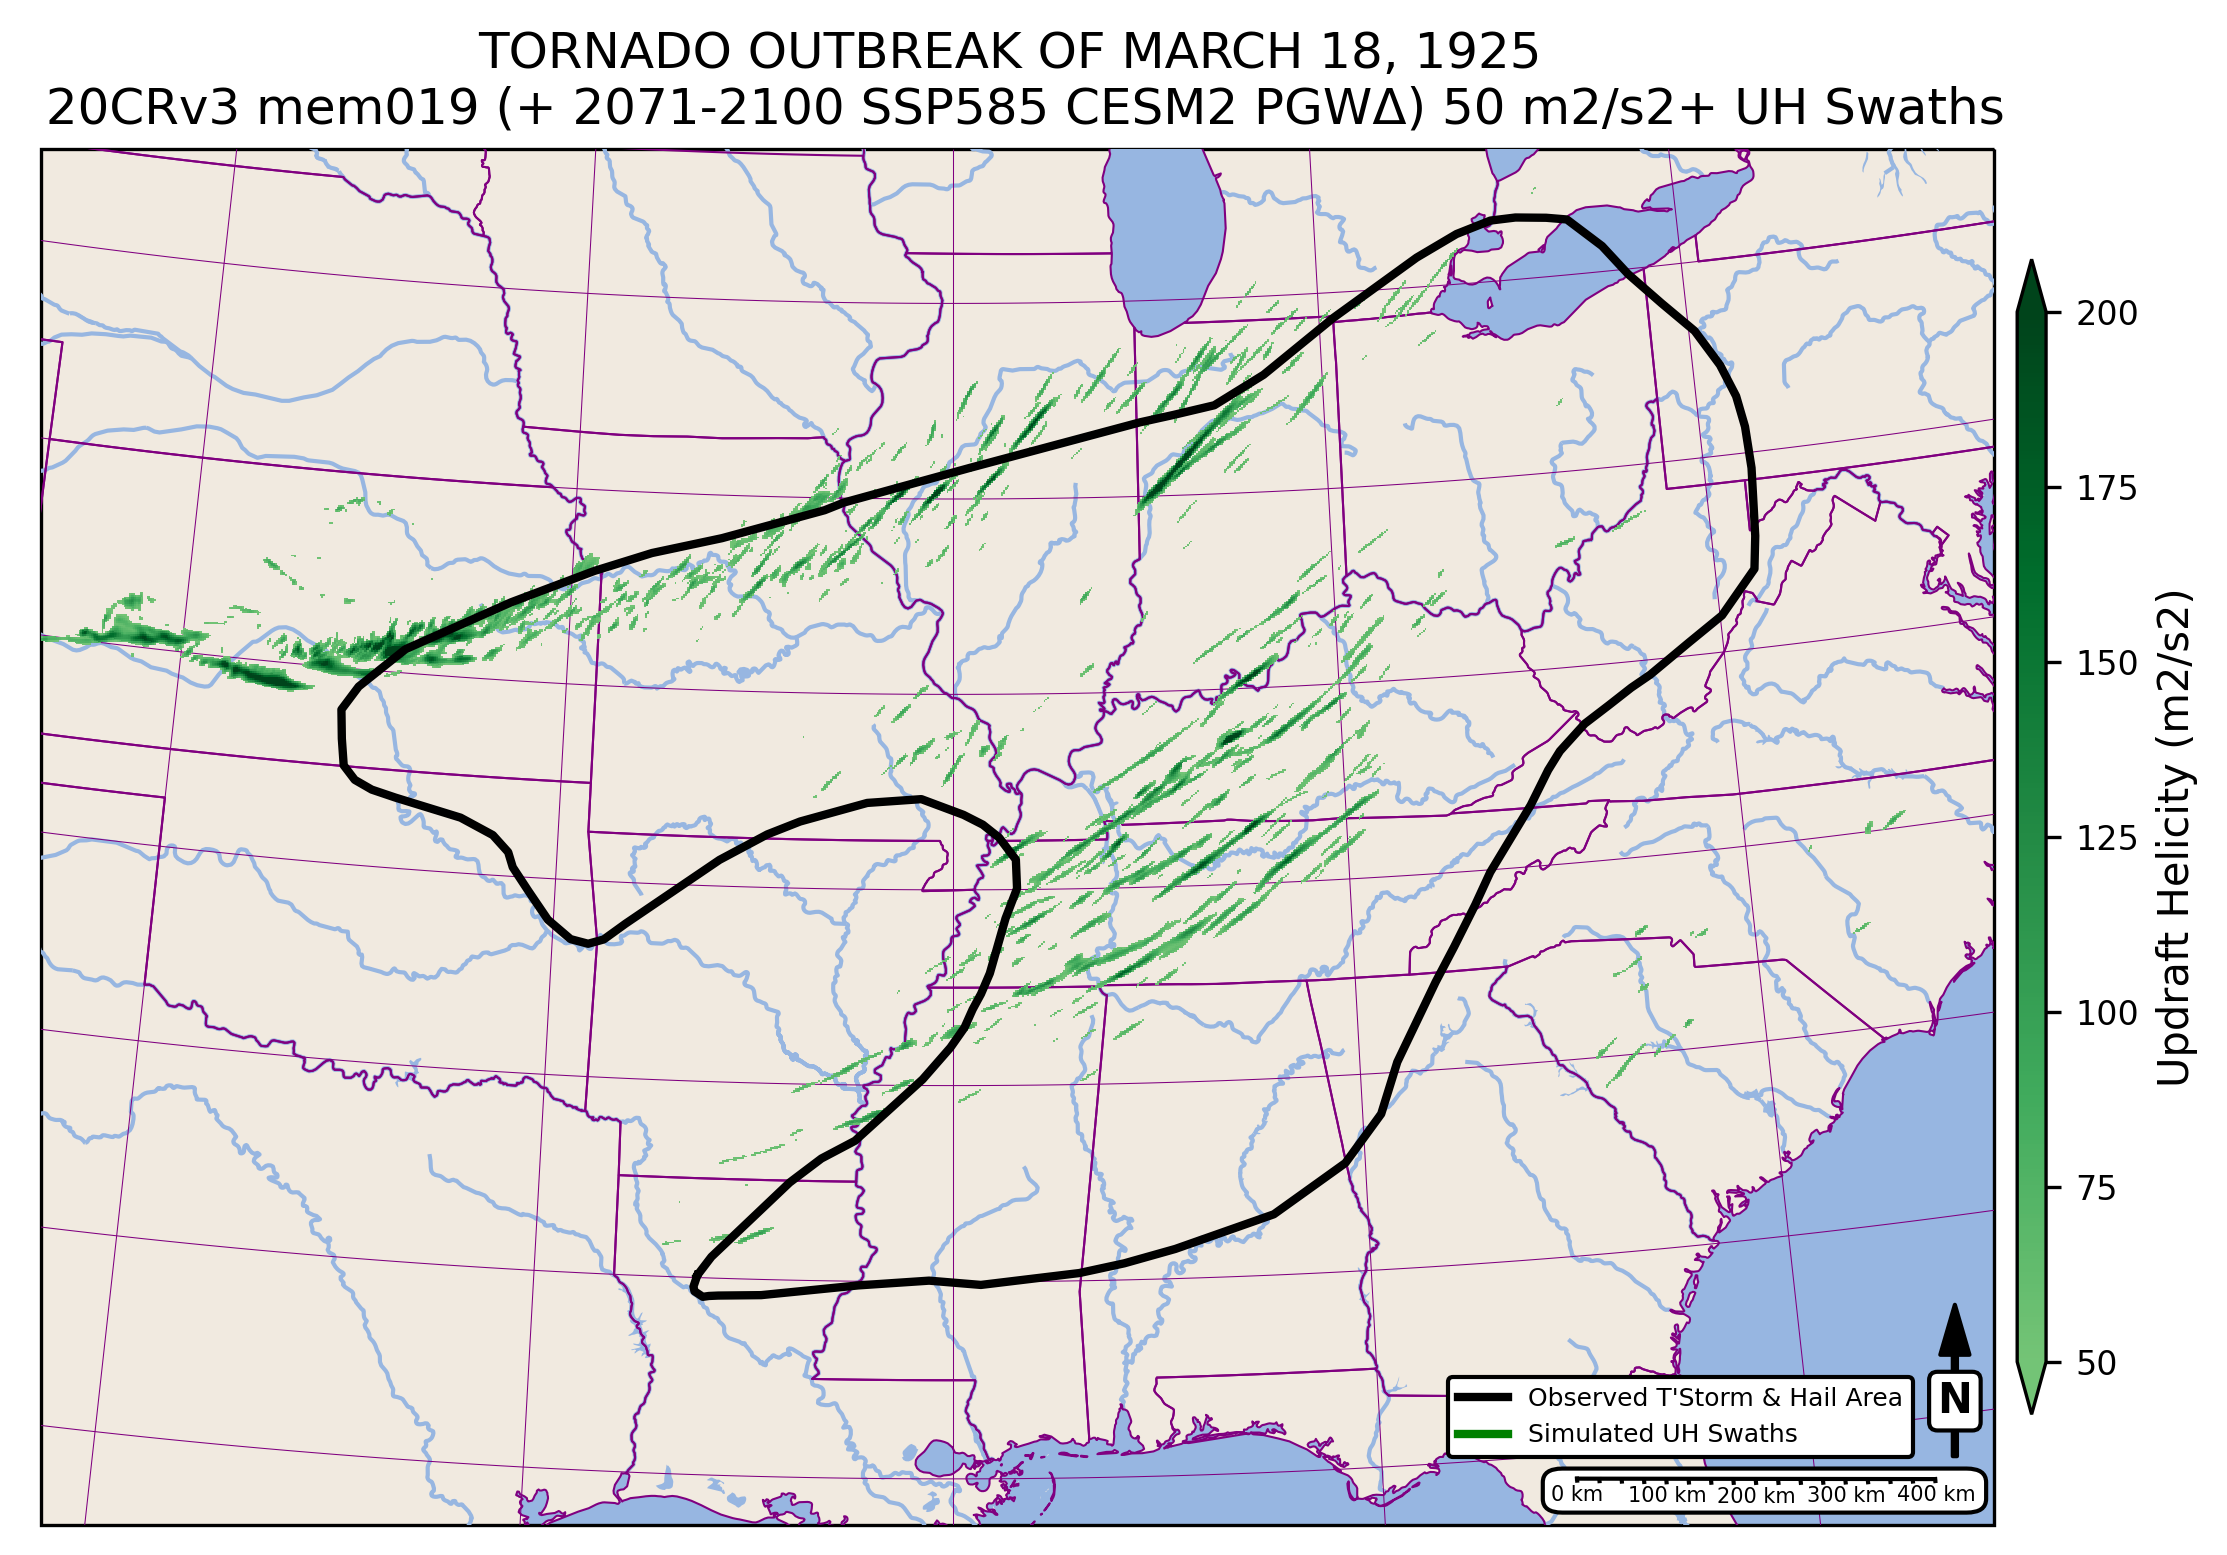 TORNADO OUTBREAK OF MARCH 18, 1925
20CRv3 mem019 (+ 2071-2100 SSP585 CESM2 PGWΔ) 50 m2/s2+ UH Swaths
200
175
150
125
100
75
50
Updraft Helicity (m2/s2)
N
Observed T'Storm & Hail Area
Simulated UH Swaths
0 km 100 km 200 km 300 km 400 km